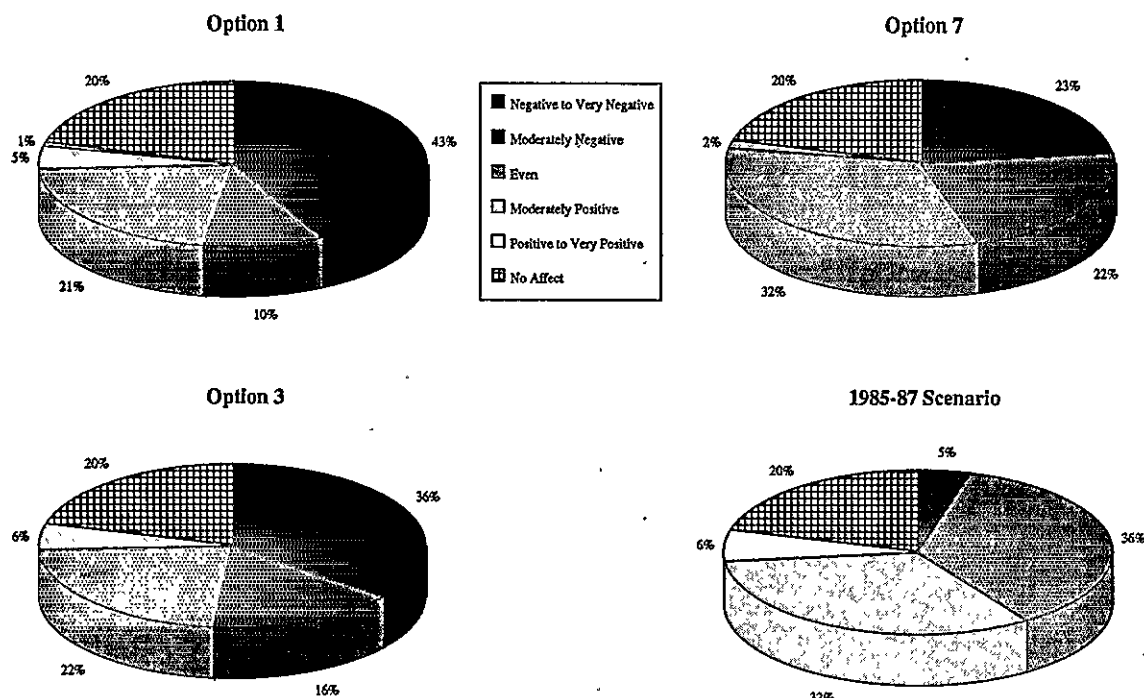 Option 1
20%
1%
5%
43%
21%
10%
Negative to Very Negative
Moderately Negative
Even
Moderately Positive
Positive to Very Positive
No Affect
Option 7
20%
23%
2%
32%
22%
Option 3
20%
36%
6%
22%
16%
1985-87 Scenario
20%
5%
6%
36%